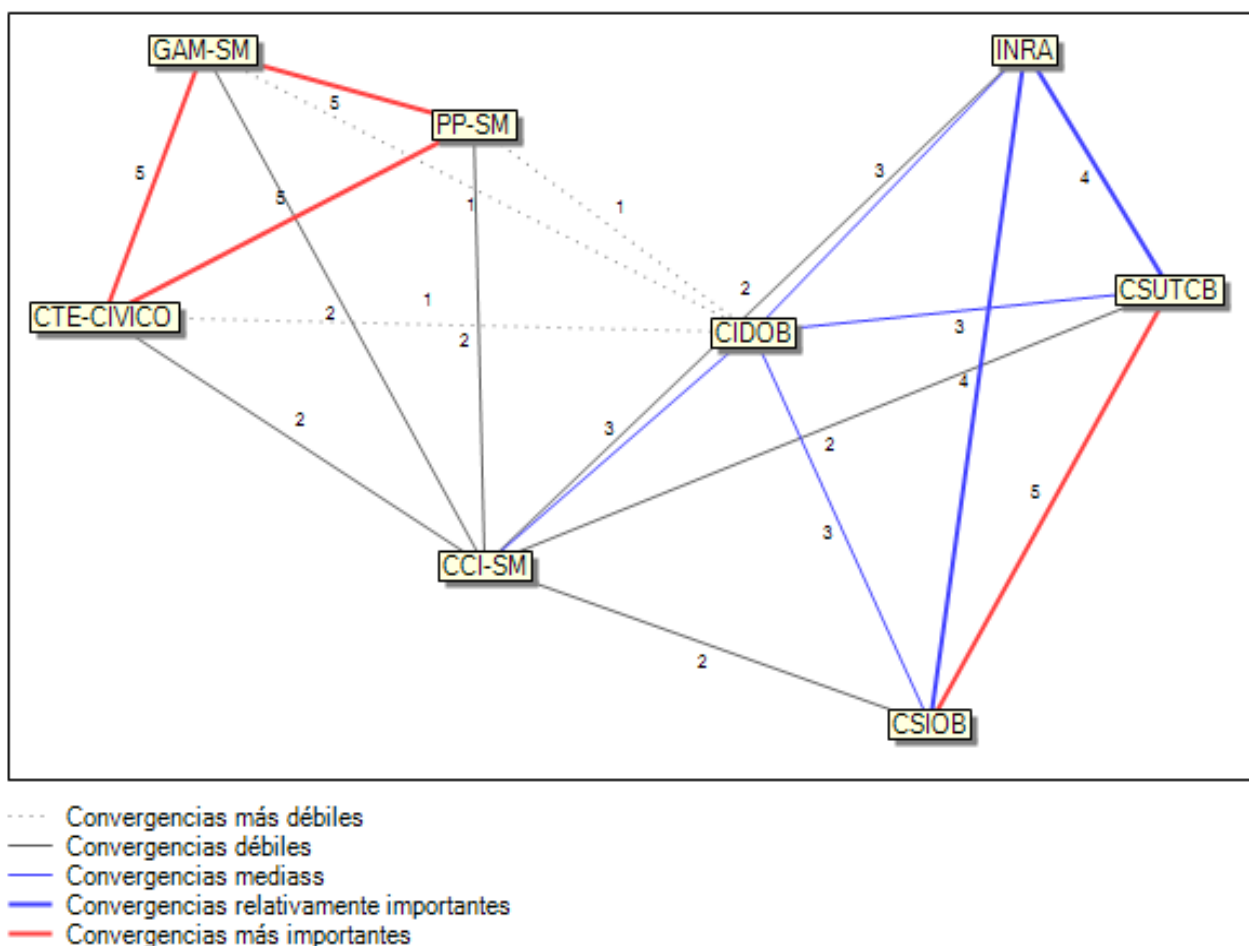 GAM-SM
INRA
5
PP-SM
5
3
4
5
1
1
CSUTCB
2
CTE-CIVICO
2
1
CIDOB
3
2
4
2
3
2
5
3
CCI-SM
2
CSIOB
Convergencias más débiles
Convergencias débiles
Convergencias mediass
Convergencias relativamente importantes
Convergencias más importantes